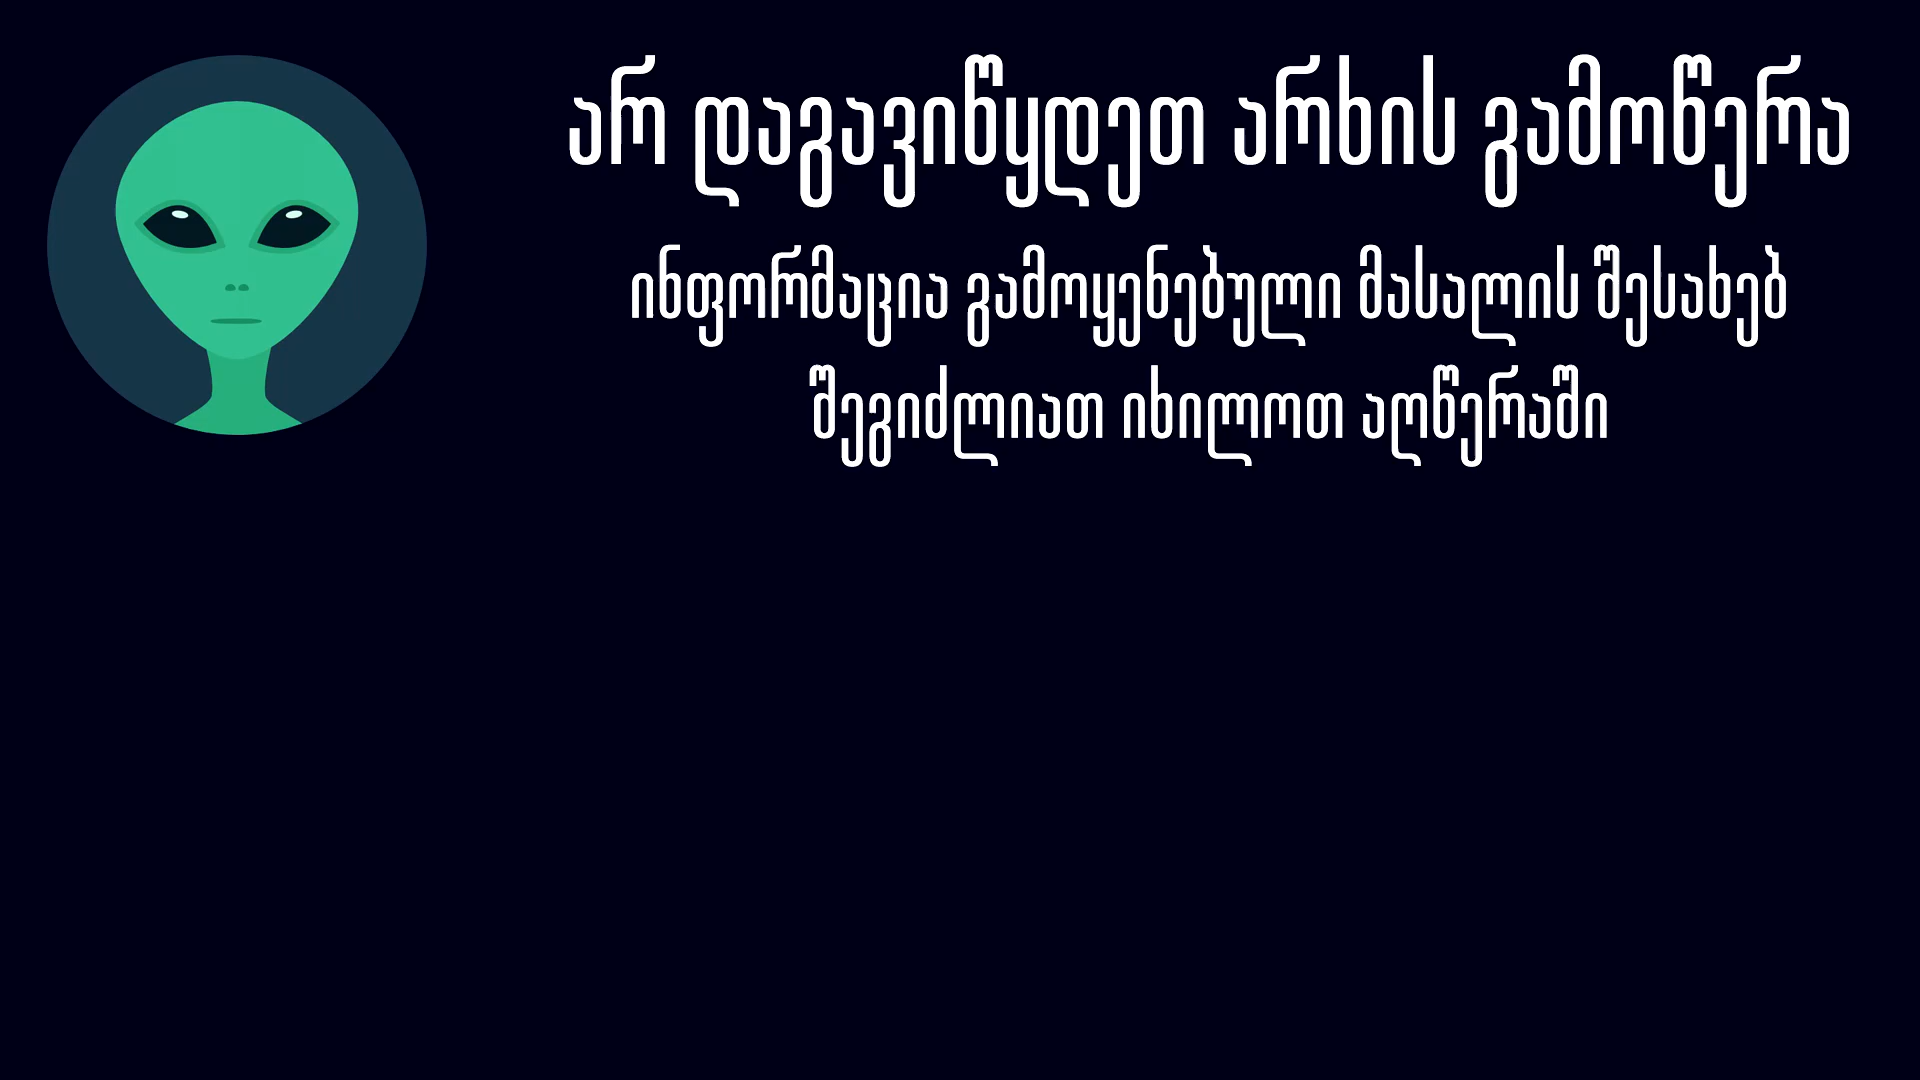 არ დაგავიწყდეთ არხის გამოწერა
ინფორმაცია გამოყენებული მასალის შესახებ
შეგიძლიათ იხილოთ აღწერაში